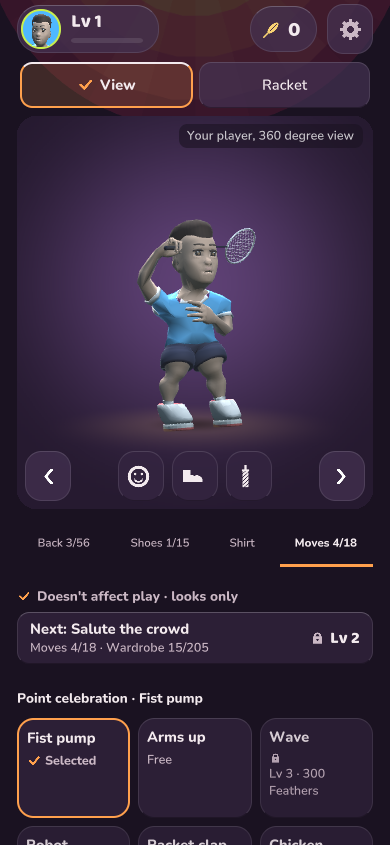 Lv 1
0
View
Racket
Your player, 360 degree view
Back 3/56
Shoes 1/15
Shirt
Moves 4/18
Doesn't affect play · looks only
Next: Salute the crowd
Moves 4/18 · Wardrobe 15/205
Lv 2
Point celebration · Fist pump
Fist pump
Selected
Arms up
Free
Wave
Lv 3 · 300
Feathers
Robot
Racket clap
Chicken